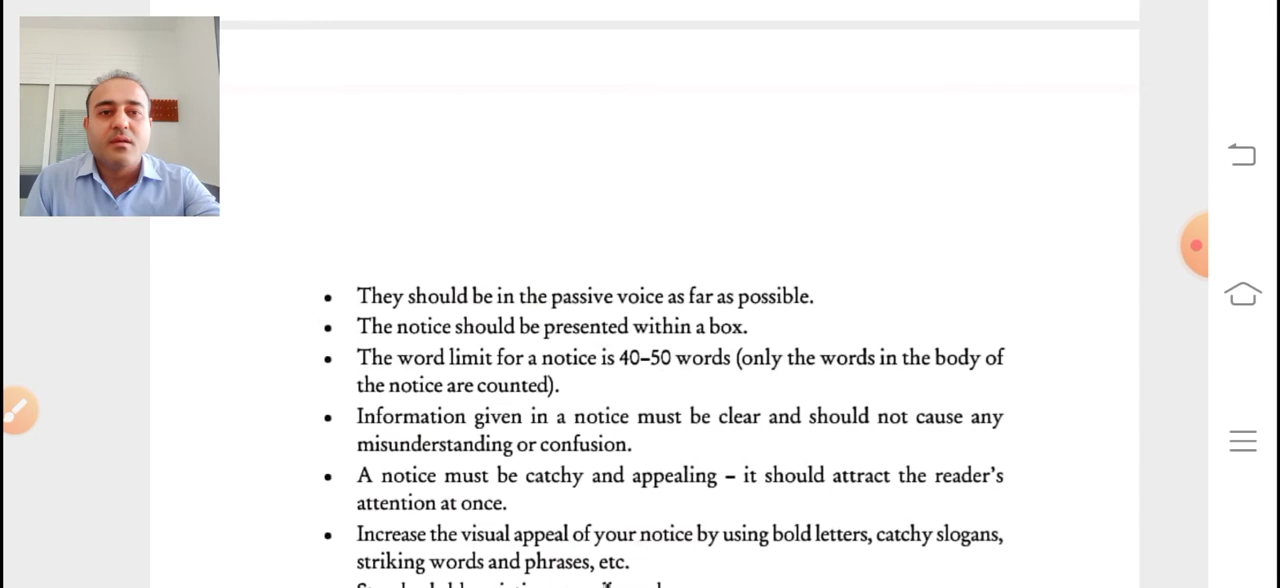 • They should be in the passive voice as far as possible.
• The notice should be presented within a box.
• The word limit for a notice is 40–50 words (only the words in the body of
the notice are counted).
• Information given in a notice must be clear and should not cause any
misunderstanding or confusion.
• A notice must be catchy and appealing – it should attract the reader's
attention at once.
• Increase the visual appeal of your notice by using bold letters, catchy slogans,
striking words and phrases, etc.